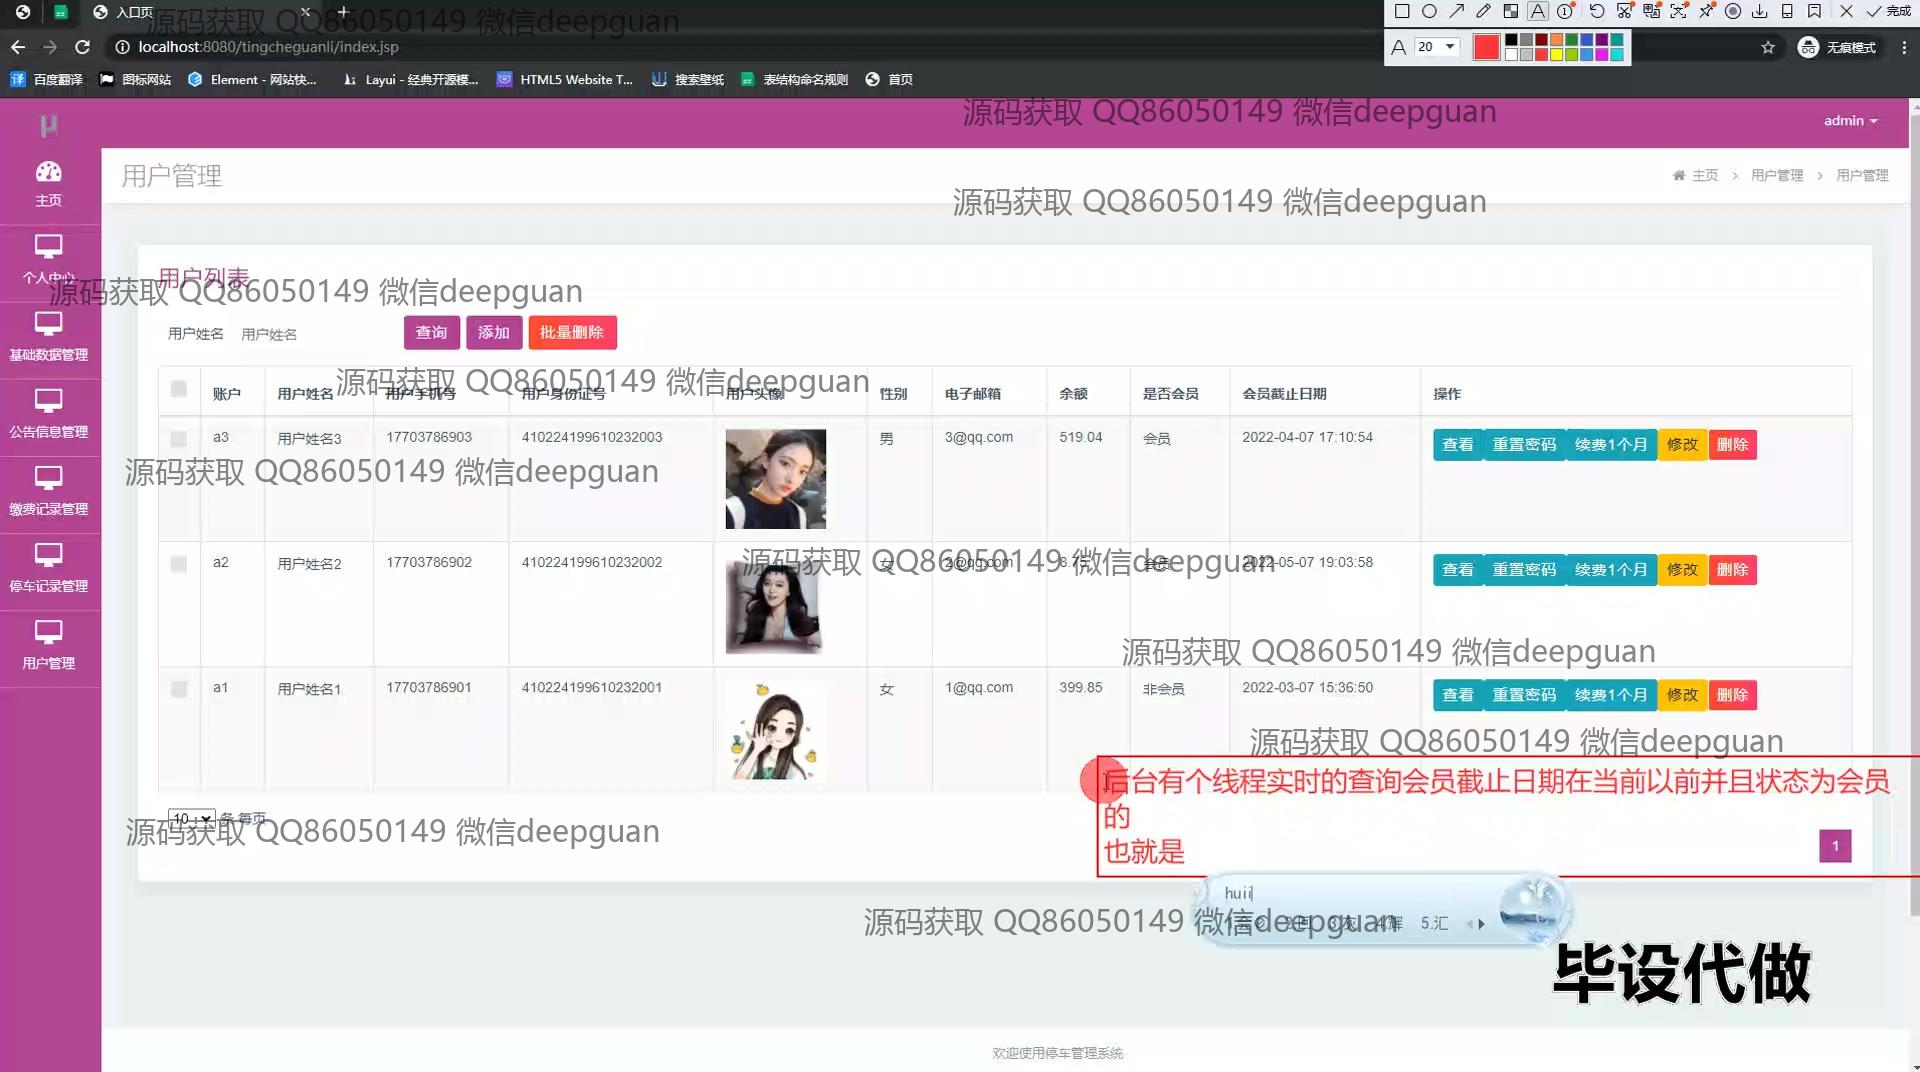 入口页
源码获取 QQ86050149 微信deepguan
完成
localhost:8080/tingcheguanli/index.jsp
A 20
无痕模式
百度翻译 图标网站 Element - 网站快... Layui - 经典开源模... HTML5 Website T... 搜索壁纸 表结构命名规则 首页
源码获取 QQ86050149 微信deepguan
admin
主页
用户管理
主页 > 用户管理 > 用户管理
源码获取 QQ86050149 微信deepguan
个人中心
用户列表
源码获取 QQ86050149 微信deepguan
用户姓名 用户姓名 查询 添加 批量删除
基础数据管理
源码获取 QQ86050149 微信deepguan
账户 用户姓名 用户手机号 用户身份证号 用户头像 性别 电子邮箱 余额 是否会员 会员截止日期 操作
公告信息管理
a3 用户姓名3 17703786903 410224199610232003 男 3@qq.com 519.04 会员 2022-04-07 17:10:54 查看 重置密码 续费1个月 修改 删除
源码获取 QQ86050149 微信deepguan
缴费记录管理
源码获取 QQ86050149 微信deepguan
a2 用户姓名2 17703786902 410224199610232002 女 2@qq.com 会员 2022-05-07 19:03:58 查看 重置密码 续费1个月 修改 删除
停车记录管理
源码获取 QQ86050149 微信deepguan
用户管理
a1 用户姓名1 17703786901 410224199610232001 女 1@qq.com 399.85 非会员 2022-03-07 15:36:50 查看 重置密码 续费1个月 修改 删除
源码获取 QQ86050149 微信deepguan
后台有个线程实时的查询会员截止日期在当前以前并且状态为会员
的
也就是
10 条 每页
源码获取 QQ86050149 微信deepguan
1
huii
源码获取 QQ86050149 微信deepguan
5.汇
毕设代做
欢迎使用停车管理系统